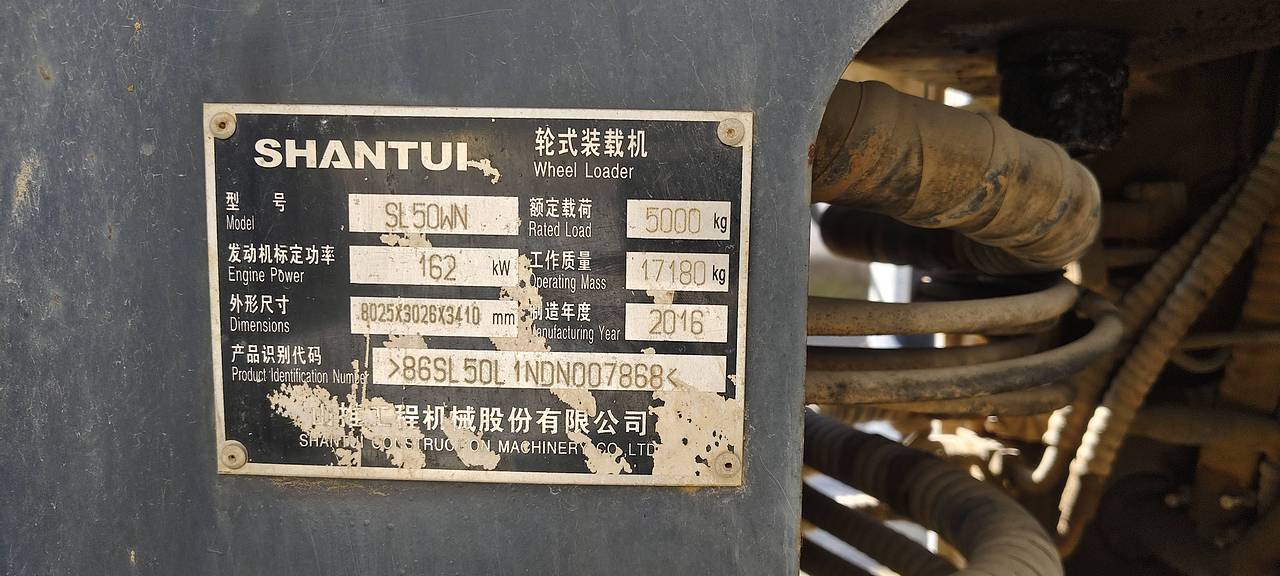 SHANTUI
轮式装载机
Wheel Loader
型 号 SL50WN 额定载荷 5000 kg
Model Rated Load
发动机标定功率 162 kW 工作质量 17180 kg
Engine Power Operating Mass
外形尺寸 8025X3026X3410 mm 制造年度 2016
Dimensions Manufacturing Year
产品识别代码 >86SL50L1NDN007868<
Product Identification Number
山推工程机械股份有限公司
SHANTUI CONSTRUCTION MACHINERY CO.,LTD